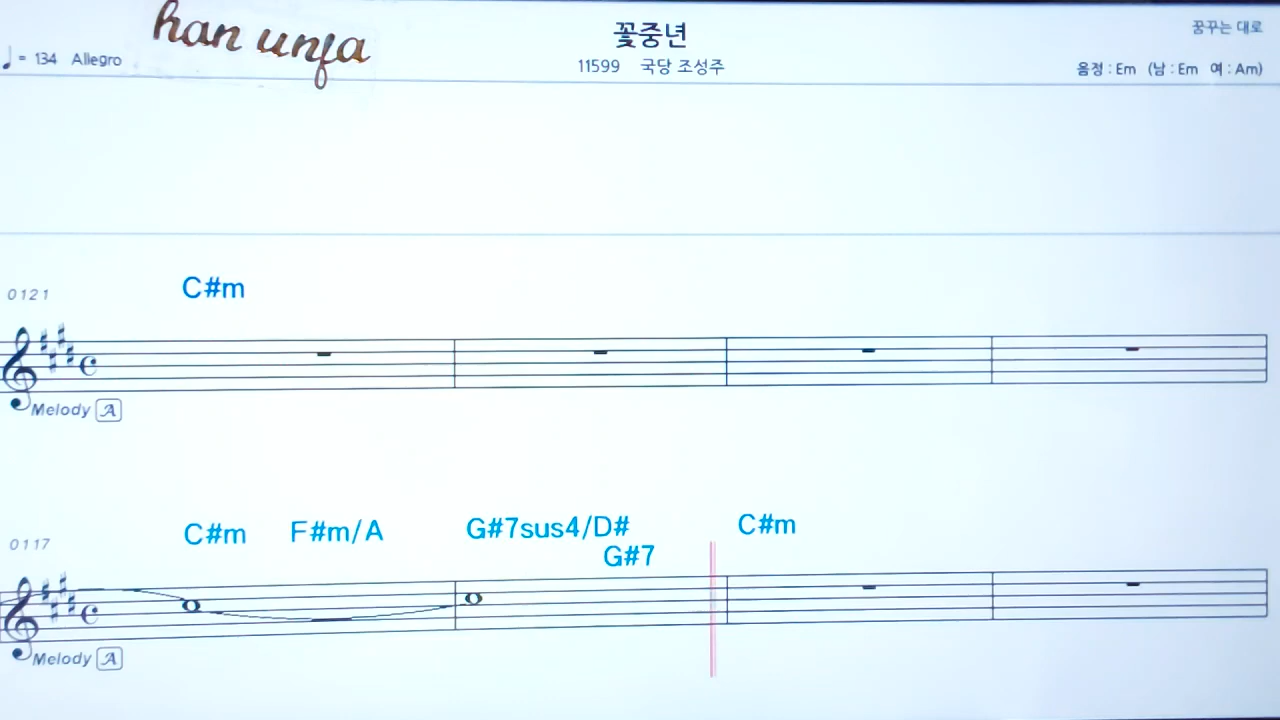 han unfa
꽃중년
꿈꾸는 대로
♩= 134 Allegro
11599 국당 조성주
음정 : Em (남 : Em 여 : Am)
0121
C#m
Melody A
0117
C#m F#m/A G#7sus4/D# G#7 C#m
Melody A